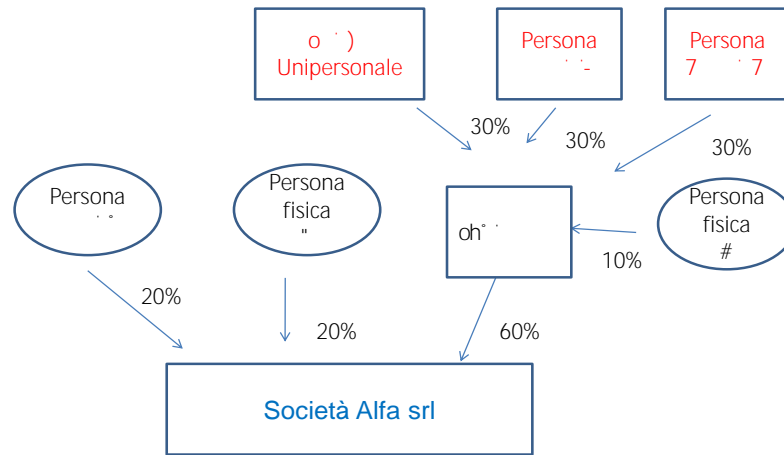 Unipersonale
Persona
Persona
30%
30%
30%
Persona
Persona
fisica
"
Persona
fisica
#
10%
20%
20%
60%
Società Alfa srl